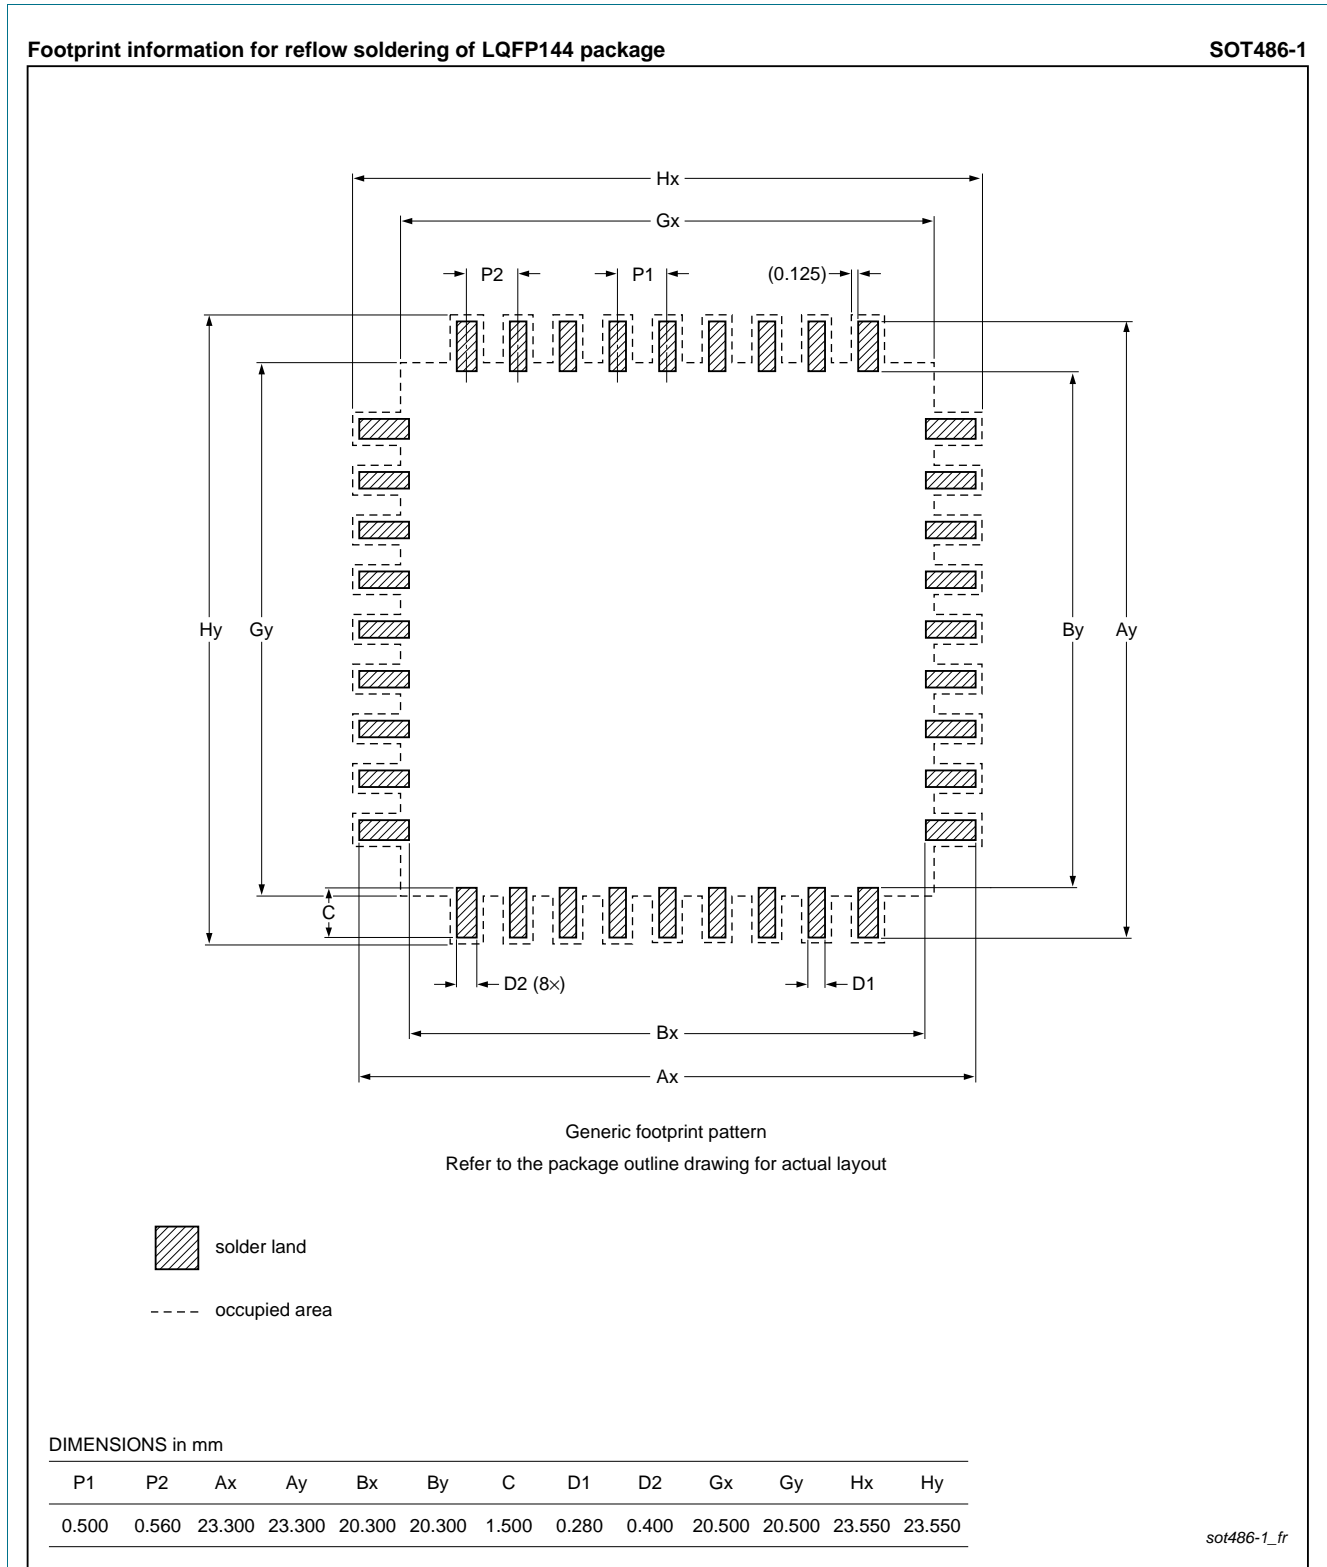 Footprint information for reflow soldering of LQFP144 package SOT486-1
Hx
Gx
P2 P1 (0.125)
Hy Gy By Ay
C
D2 (8×) D1
Bx
Ax
Generic footprint pattern
Refer to the package outline drawing for actual layout
solder land
occupied area
DIMENSIONS in mm
P1 P2 Ax Ay Bx By C D1 D2 Gx Gy Hx Hy
0.500 0.560 23.300 23.300 20.300 20.300 1.500 0.280 0.400 20.500 20.500 23.550 23.550
sot486-1_fr